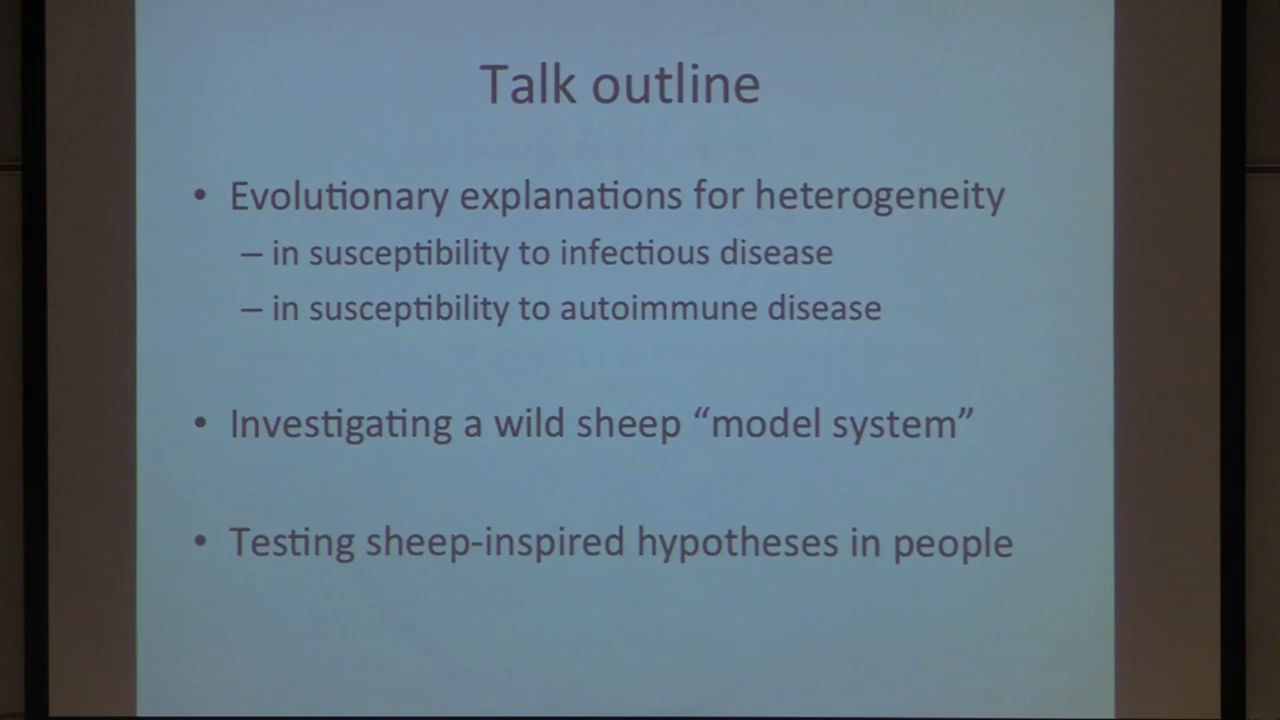 Talk outline
• Evolutionary explanations for heterogeneity
– in susceptibility to infectious disease
– in susceptibility to autoimmune disease
• Investigating a wild sheep “model system”
• Testing sheep-inspired hypotheses in people